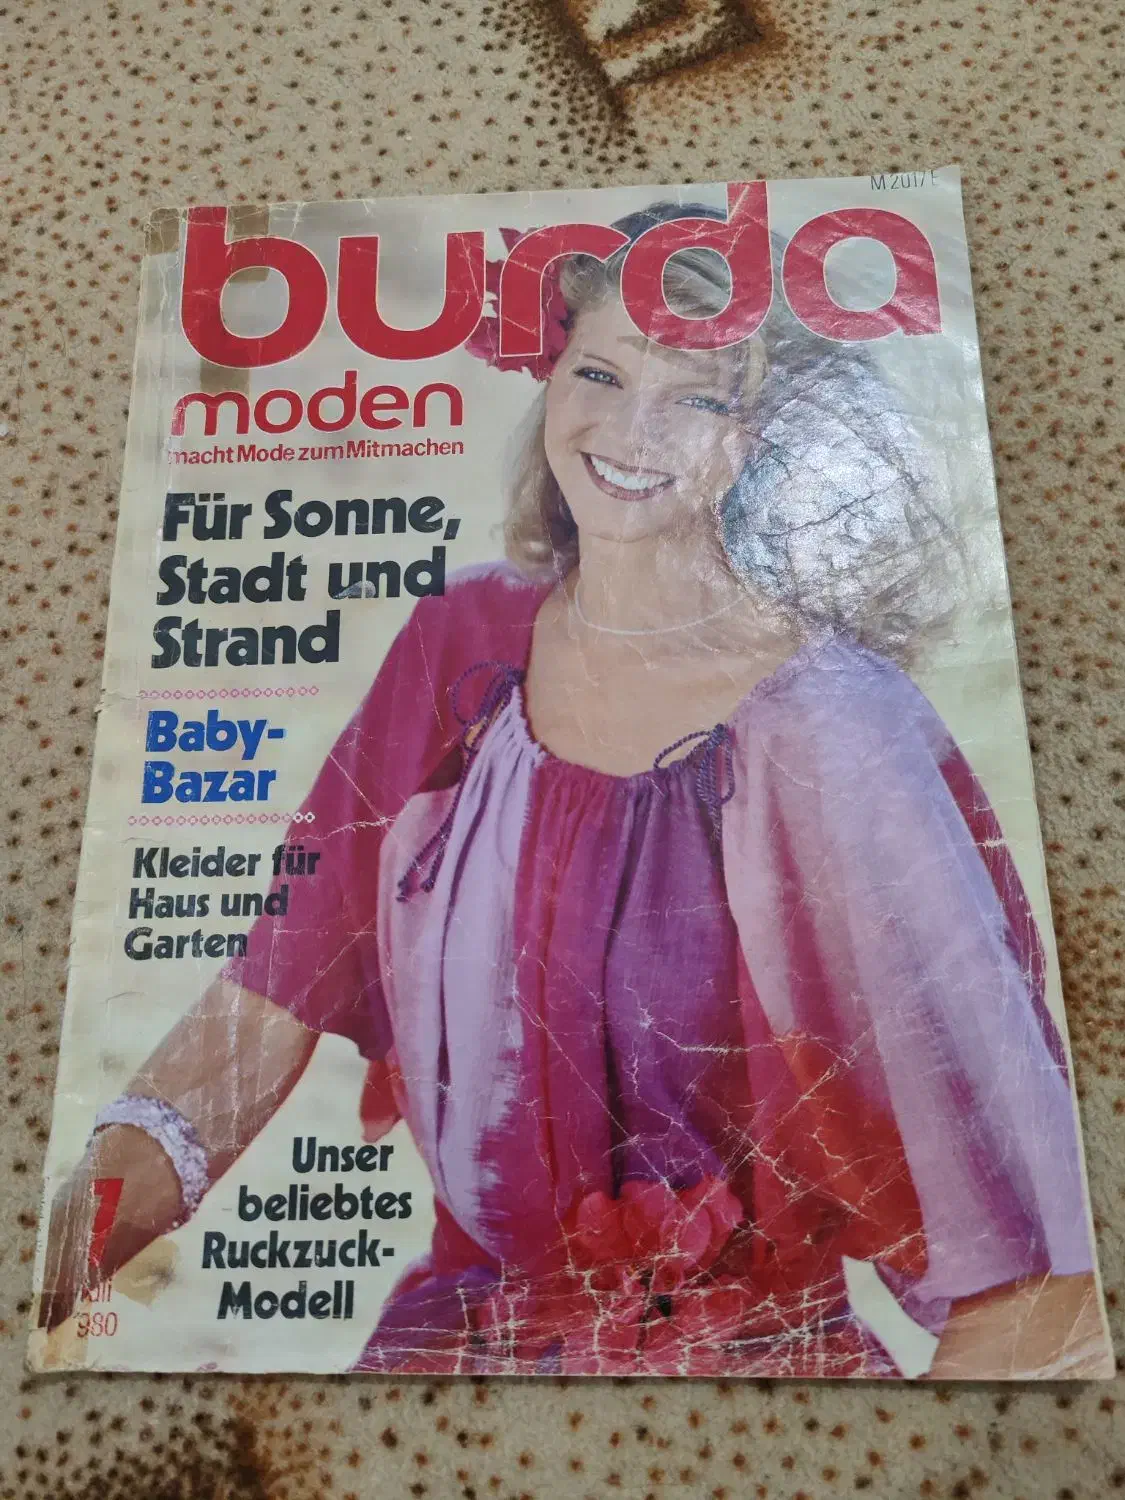 M 2017 E
burda
moden
macht Mode zum Mitmachen
Für Sonne,
Stadt und
Strand
Baby-
Bazar
Kleider für
Haus und
Garten
Unser
beliebtes
Ruckzuck-
Modell
7
Juli
1980